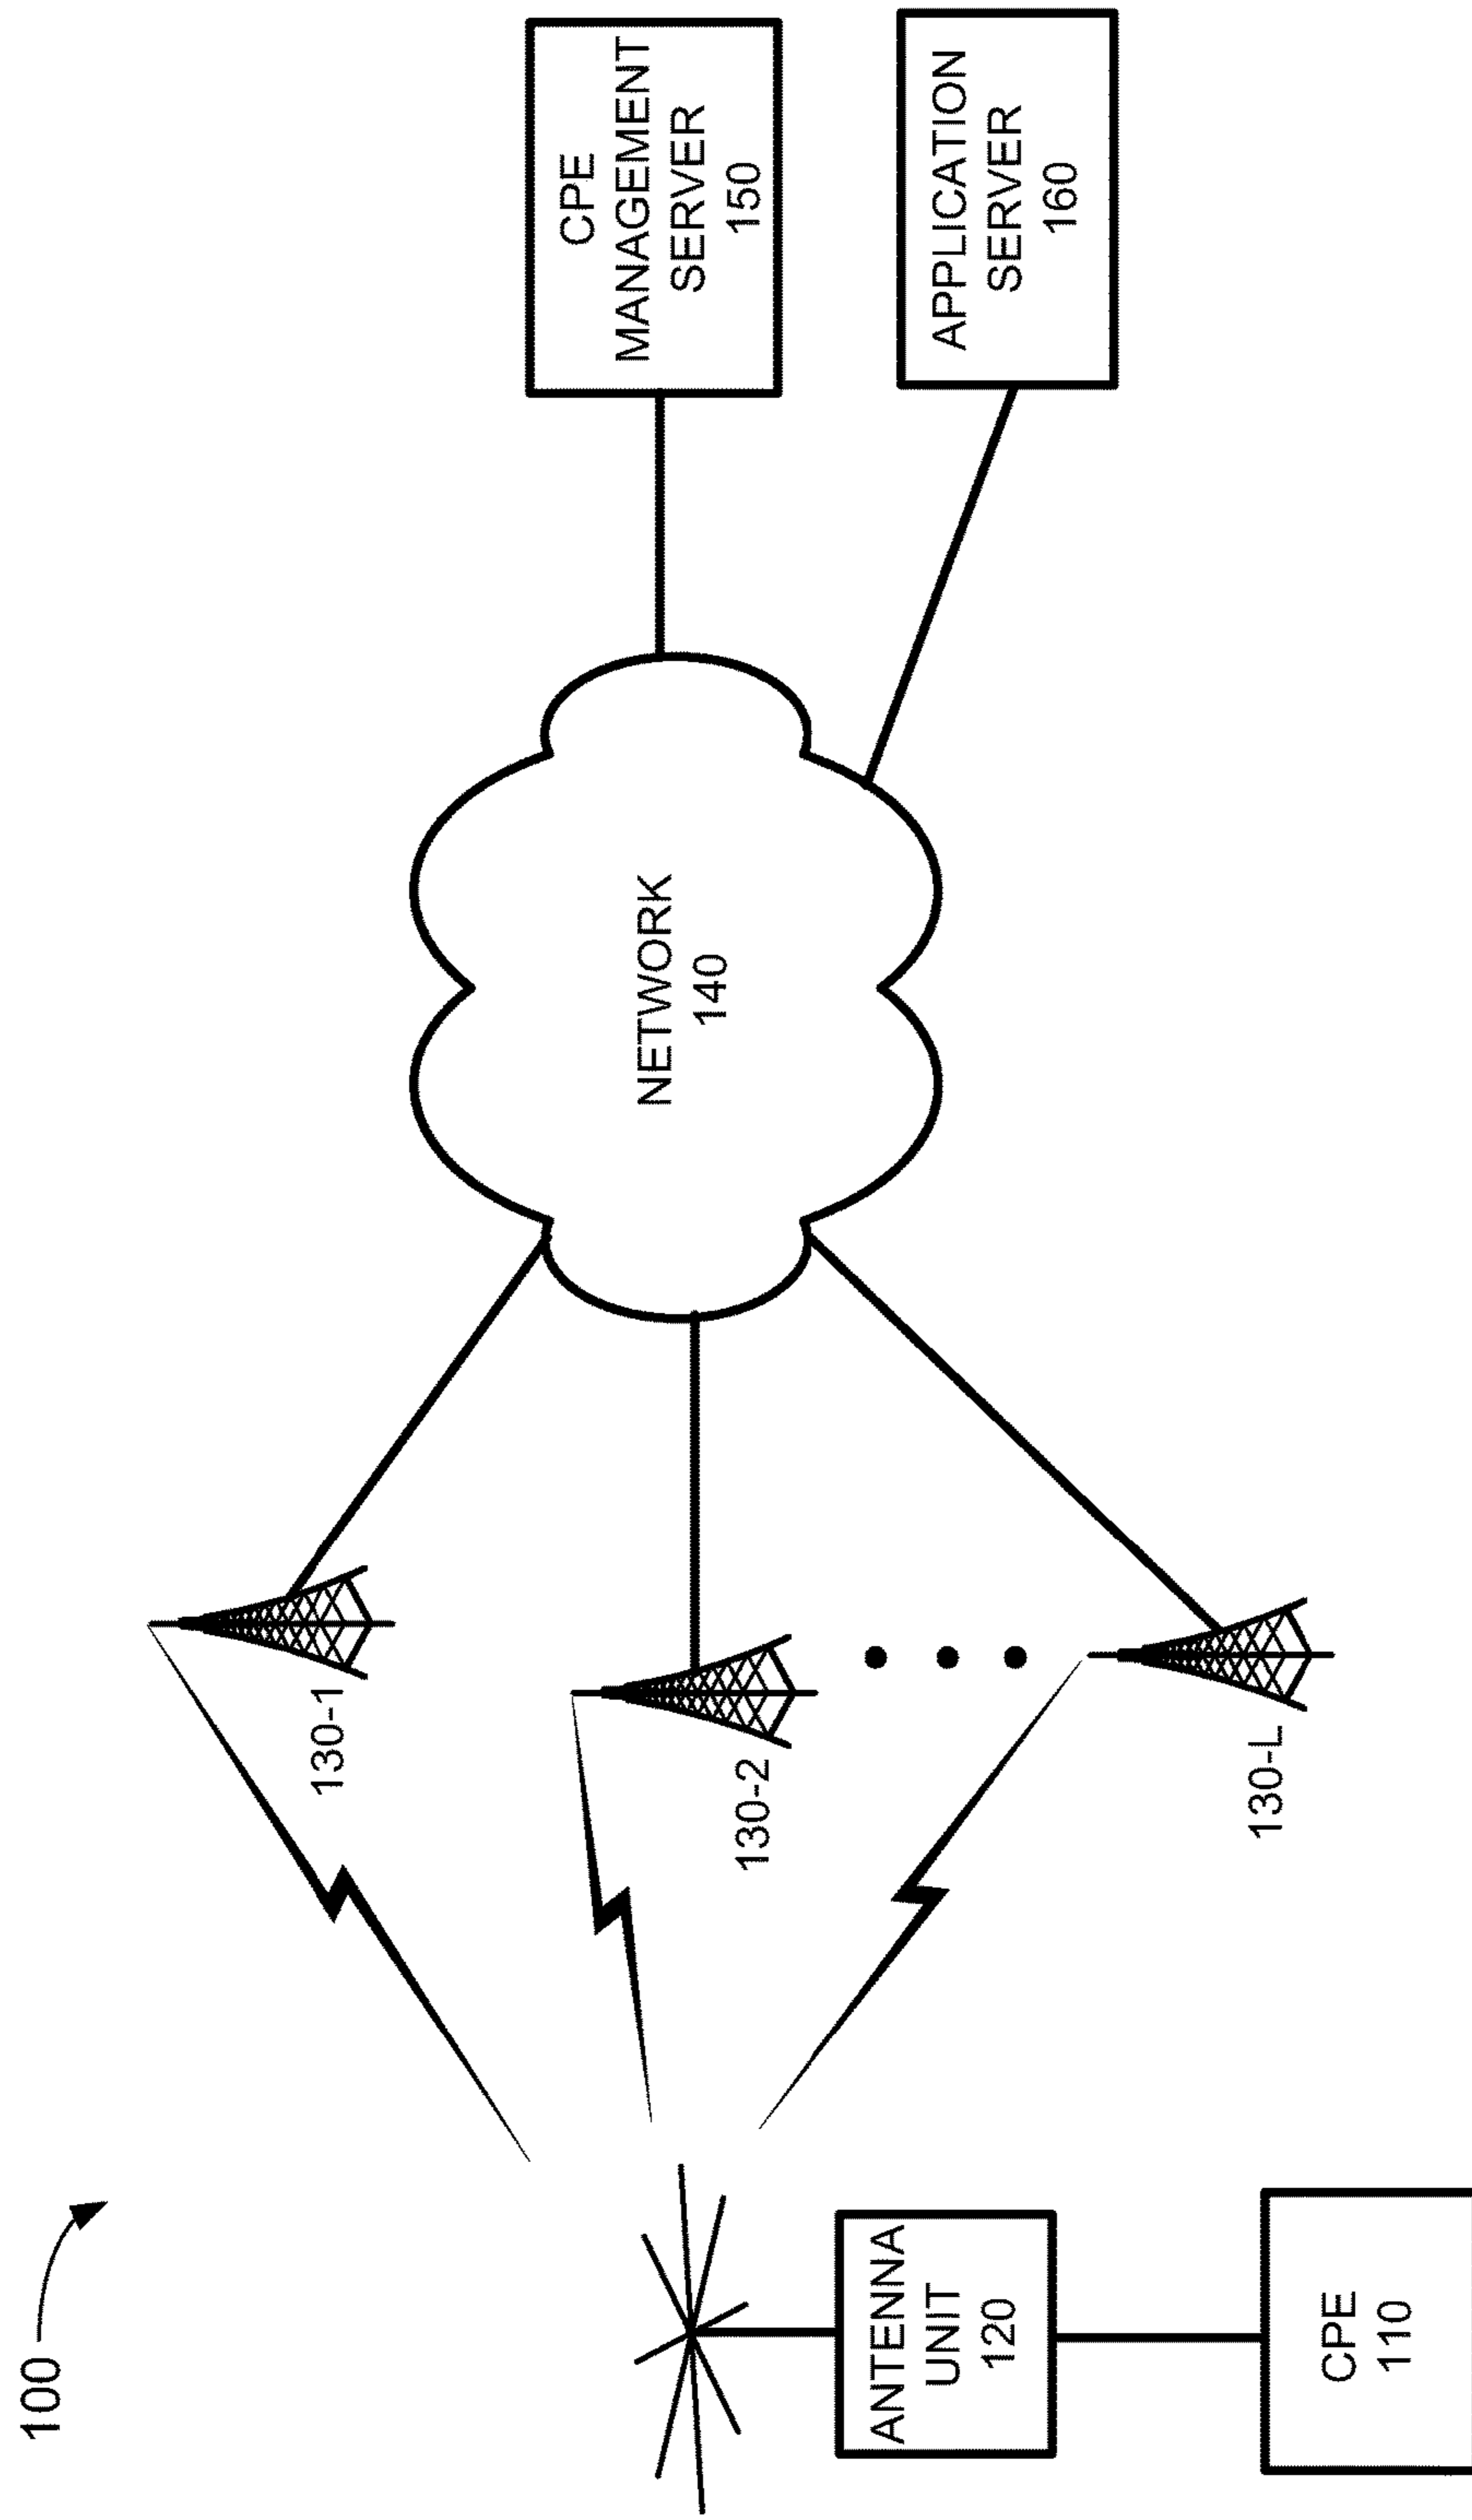 100
130-1
130-2
130-L
NETWORK
140
CPE
MANAGEMENT
SERVER
150
APPLICATION
SERVER
160
ANTENNA
UNIT
120
CPE
110